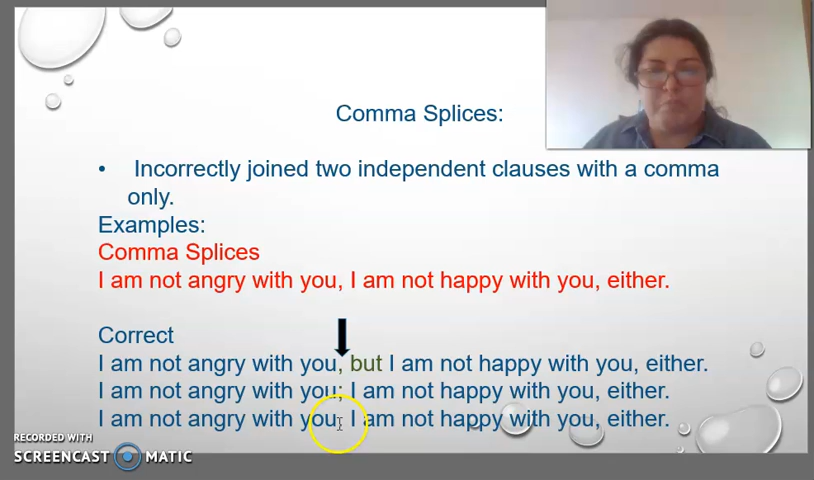 Comma Splices:
• Incorrectly joined two independent clauses with a comma
only.
Examples:
Comma Splices
I am not angry with you, I am not happy with you, either.
Correct
I am not angry with you, but I am not happy with you, either.
I am not angry with you; I am not happy with you, either.
I am not angry with you. I am not happy with you, either.
RECORDED WITH
SCREENCAST MATIC